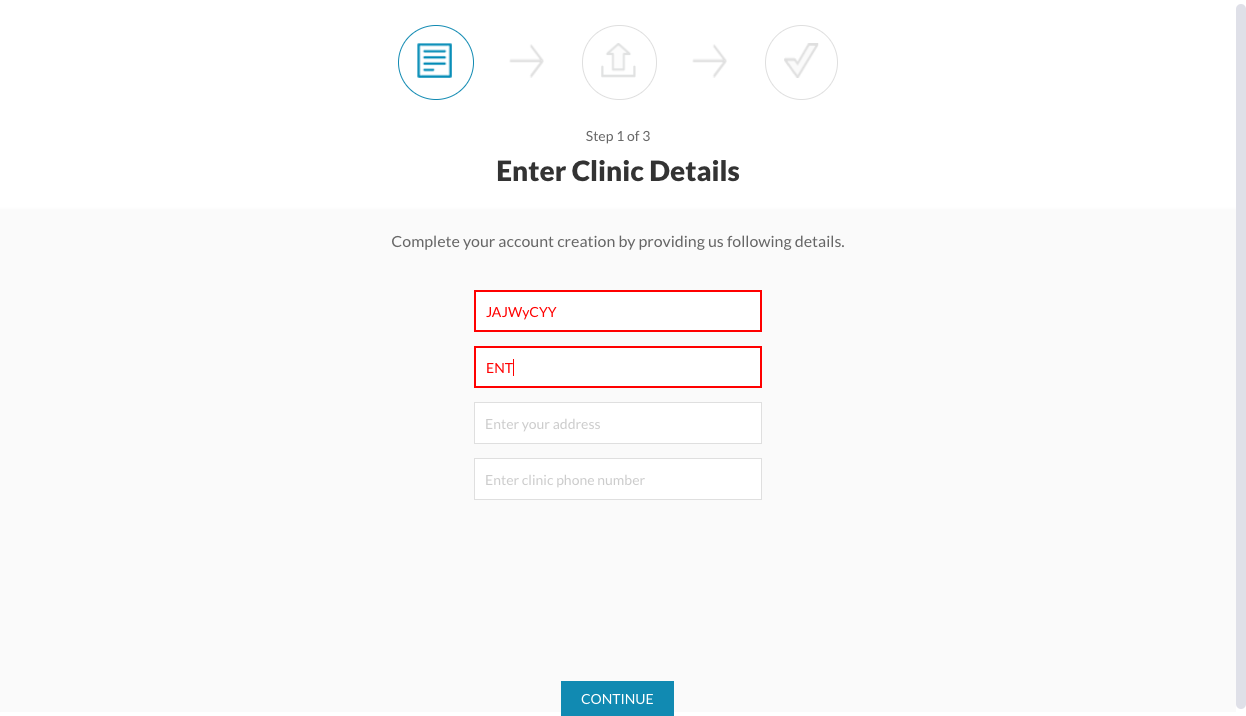 Step 1 of 3
Enter Clinic Details
Complete your account creation by providing us following details.
JAJWyCYY
ENT
Enter your address
Enter clinic phone number
CONTINUE